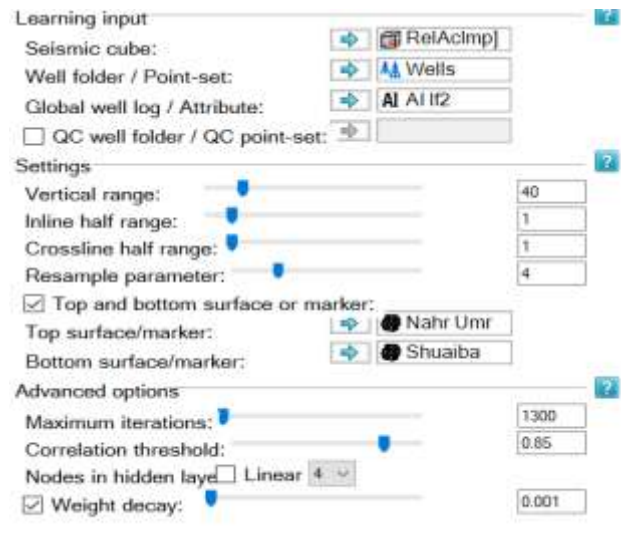 Learning input ?
Seismic cube: RelAcImp]
Well folder / Point-set: Wells
Global well log / Attribute: AI AI lf2
QC well folder / QC point-set:
Settings ?
Vertical range: 40
Inline half range: 1
Crossline half range: 1
Resample parameter: 4
Top and bottom surface or marker:
Top surface/marker: Nahr Umr
Bottom surface/marker: Shuaiba
Advanced options ?
Maximum iterations: 1300
Correlation threshold: 0.85
Nodes in hidden laye Linear 4
Weight decay: 0.001